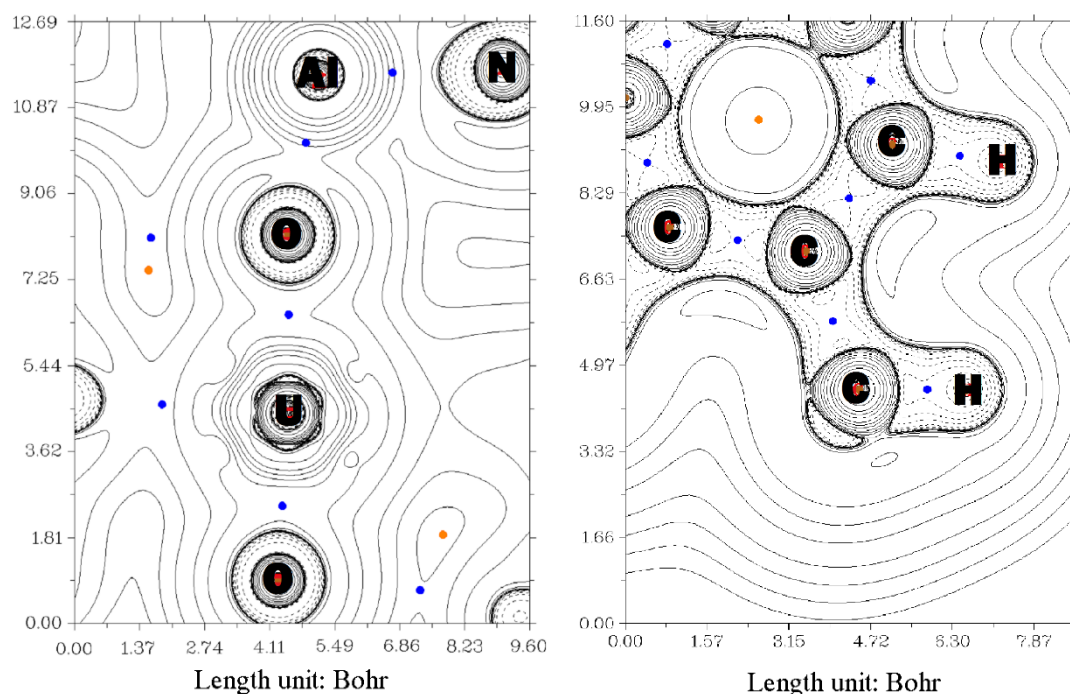 12.69
Al N
10.87
9.06
O
7.25
5.44
U
3.62
1.81
O
0.00
0.00 1.37 2.74 4.11 5.49 6.86 8.23 9.60
Length unit: Bohr
11.60
9.95
C H
8.29
C C
6.63
4.97
C H
3.32
1.66
0.00
0.00 1.57 3.15 4.72 6.30 7.87
Length unit: Bohr